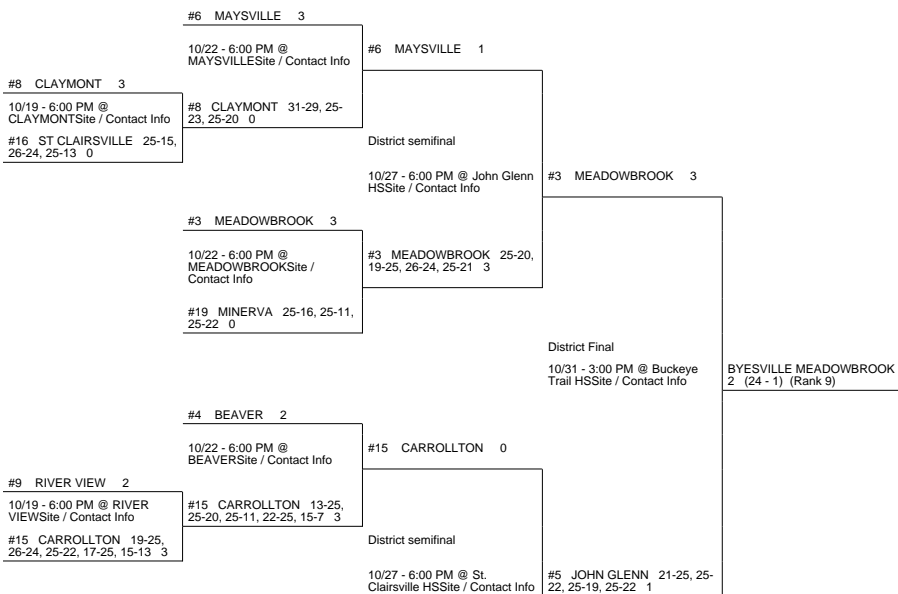 #6 MAYSVILLE 3
10/22 - 6:00 PM @
MAYSVILLESite / Contact Info
#6 MAYSVILLE 1
#8 CLAYMONT 3
10/19 - 6:00 PM @
CLAYMONTSite / Contact Info
#8 CLAYMONT 31-29, 25-
23, 25-20 0
#16 ST CLAIRSVILLE 25-15,
26-24, 25-13 0
District semifinal
10/27 - 6:00 PM @ John Glenn
HSSite / Contact Info
#3 MEADOWBROOK 3
#3 MEADOWBROOK 3
10/22 - 6:00 PM @
MEADOWBROOKSite /
Contact Info
#3 MEADOWBROOK 25-20,
19-25, 26-24, 25-21 3
#19 MINERVA 25-16, 25-11,
25-22 0
District Final
10/31 - 3:00 PM @ Buckeye
Trail HSSite / Contact Info
BYESVILLE MEADOWBROOK
2 (24 - 1) (Rank 9)
#4 BEAVER 2
10/22 - 6:00 PM @
BEAVERSite / Contact Info
#15 CARROLLTON 0
#9 RIVER VIEW 2
10/19 - 6:00 PM @ RIVER
VIEWSite / Contact Info
#15 CARROLLTON 13-25,
25-20, 25-11, 22-25, 15-7 3
#15 CARROLLTON 19-25,
26-24, 25-22, 17-25, 15-13 3
District semifinal
10/27 - 6:00 PM @ St.
Clairsville HSSite / Contact Info
#5 JOHN GLENN 21-25, 25-
22, 25-19, 25-22 1